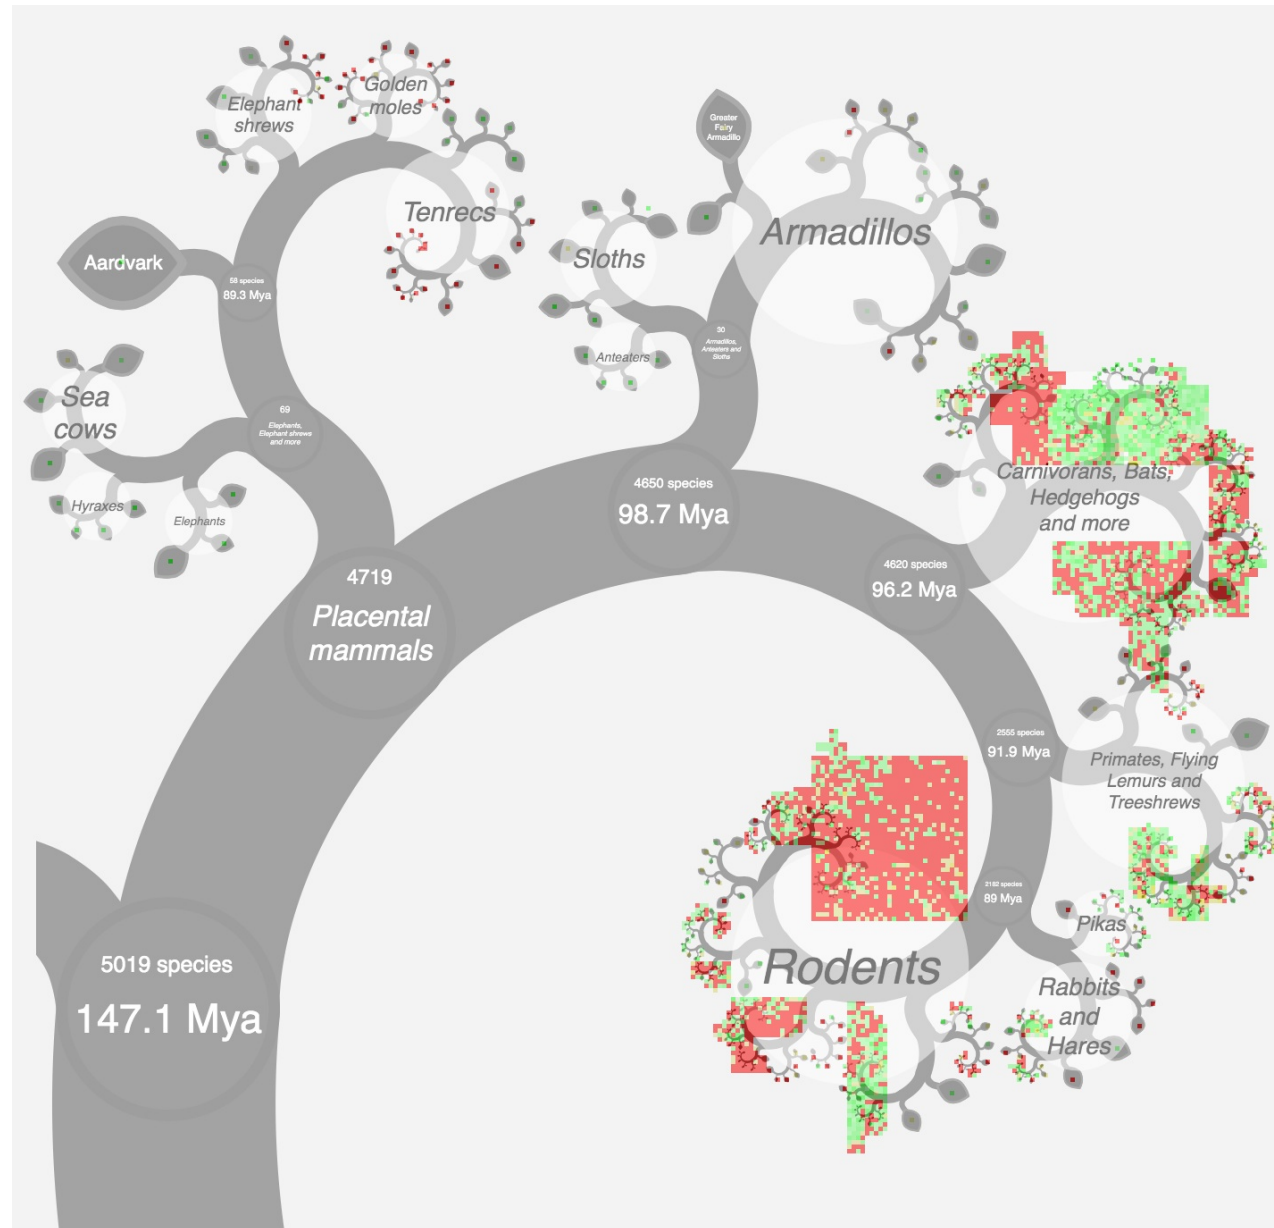 Elephant
shrews
Golden
moles
Tenrecs
Aardvark
58 species
89.3 Mya
Sea
cows
Hyraxes
Elephants
69
Elephants,
Elephant shrews
and more
Greater
Fairy
Armadillo
Armadillos
Sloths
Anteaters
30
Armadillos,
Anteaters and
Sloths
4650 species
98.7 Mya
4719
Placental
mammals
4620 species
96.2 Mya
Carnivorans, Bats,
Hedgehogs
and more
2555 species
91.9 Mya
Primates, Flying
Lemurs and
Treeshrews
2182 species
89 Mya
Pikas
Rabbits
and
Hares
Rodents
5019 species
147.1 Mya